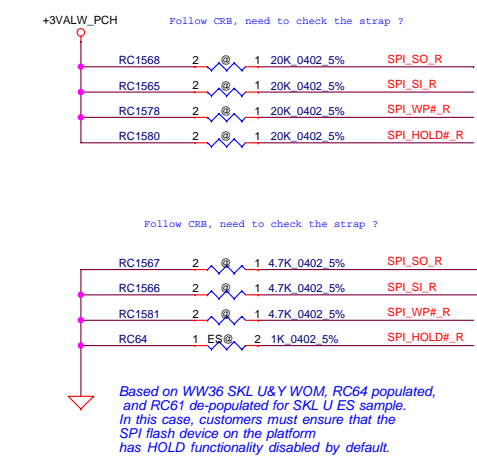 +3VALW_PCH
Follow CRB, need to check the strap ?
RC1568 2 @ 1 20K_0402_5% SPI_SO_R
RC1565 2 @ 1 20K_0402_5% SPI_SI_R
RC1578 2 @ 1 20K_0402_5% SPI_WP#_R
RC1580 2 @ 1 20K_0402_5% SPI_HOLD#_R
Follow CRB, need to check the strap ?
RC1567 2 @ 1 4.7K_0402_5% SPI_SO_R
RC1566 2 @ 1 4.7K_0402_5% SPI_SI_R
RC1581 2 @ 1 4.7K_0402_5% SPI_WP#_R
RC64 1 ES@ 2 1K_0402_5% SPI_HOLD#_R
Based on WW36 SKL U&Y WOM, RC64 populated,
and RC61 de-populated for SKL U ES sample.
In this case, customers must ensure that the
SPI flash device on the platform
has HOLD functionality disabled by default.